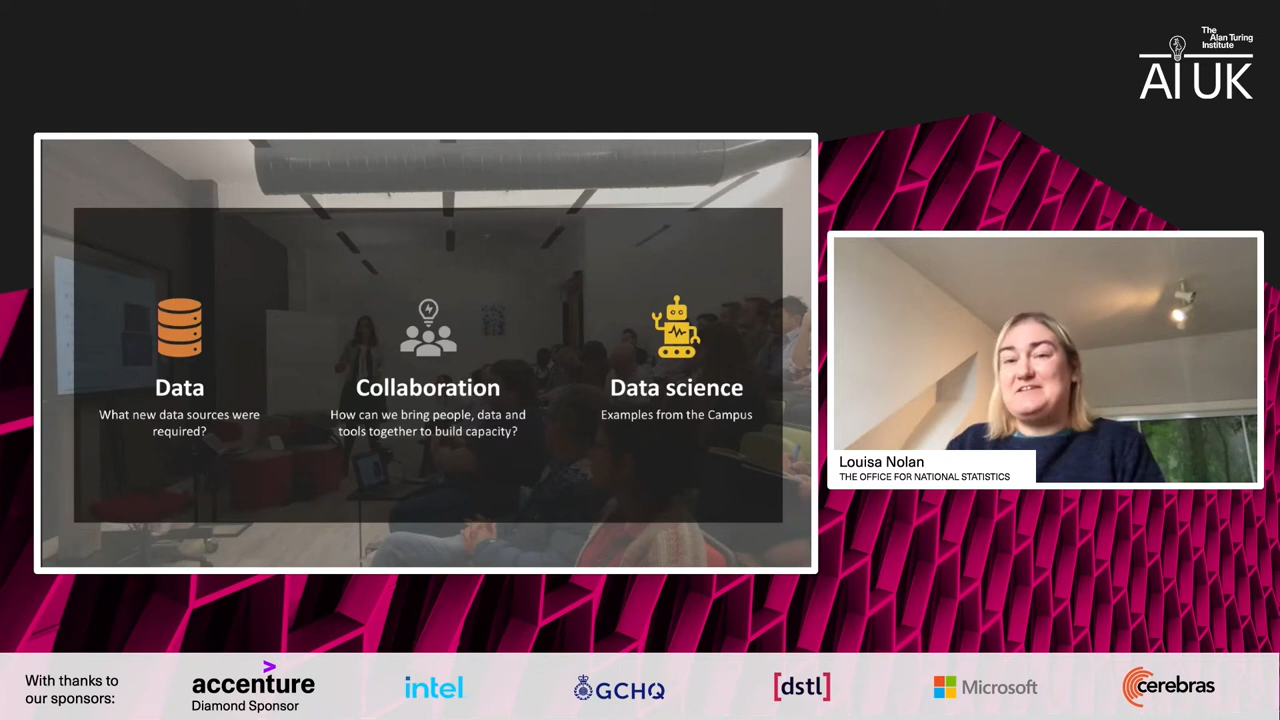 The
Alan Turing
Institute
AI UK
Data
What new data sources were
required?
Collaboration
How can we bring people, data and
tools together to build capacity?
Data science
Examples from the Campus
Louisa Nolan
THE OFFICE FOR NATIONAL STATISTICS
With thanks to
our sponsors:
accenture
Diamond Sponsor
intel
GCHQ
[dstl]
Microsoft
cerebras